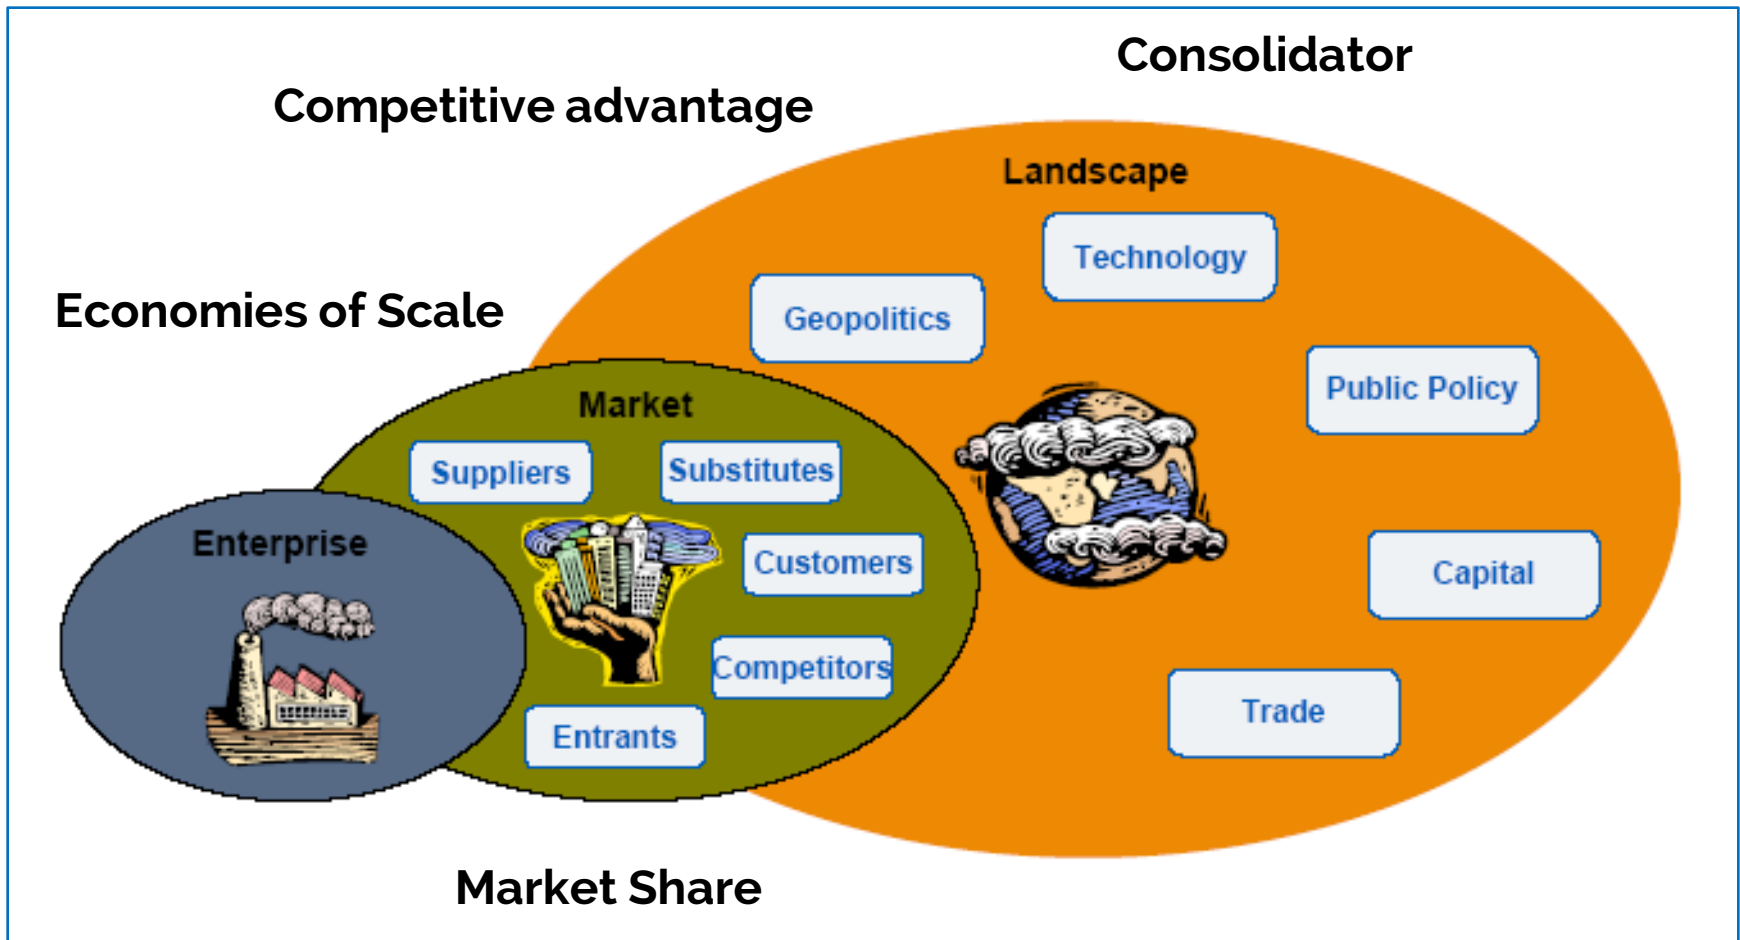 Consolidator
Competitive advantage
Landscape
Technology
Geopolitics
Economies of Scale
Public Policy
Market
Suppliers
Substitutes
Enterprise
Customers
Capital
Competitors
Trade
Entrants
Market Share